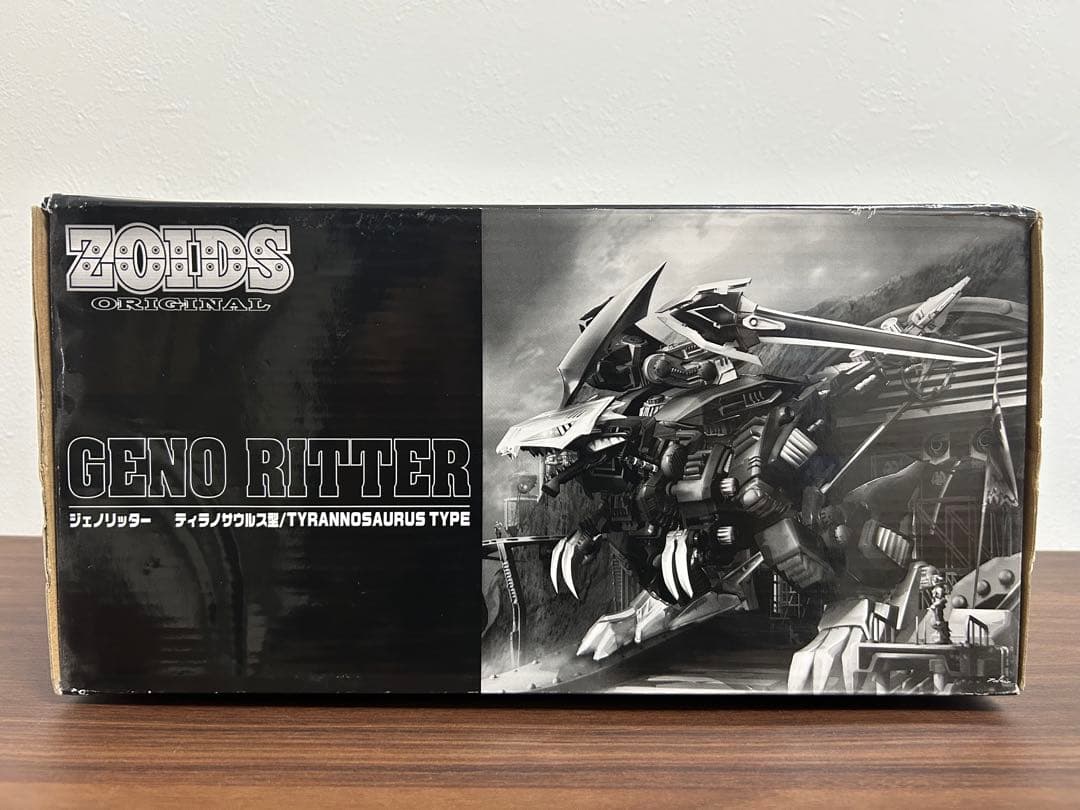 ZOIDS
ORIGINAL
GENO RITTER
ジェノリッター ティラノサウルス型/TYRANNOSAURUS TYPE